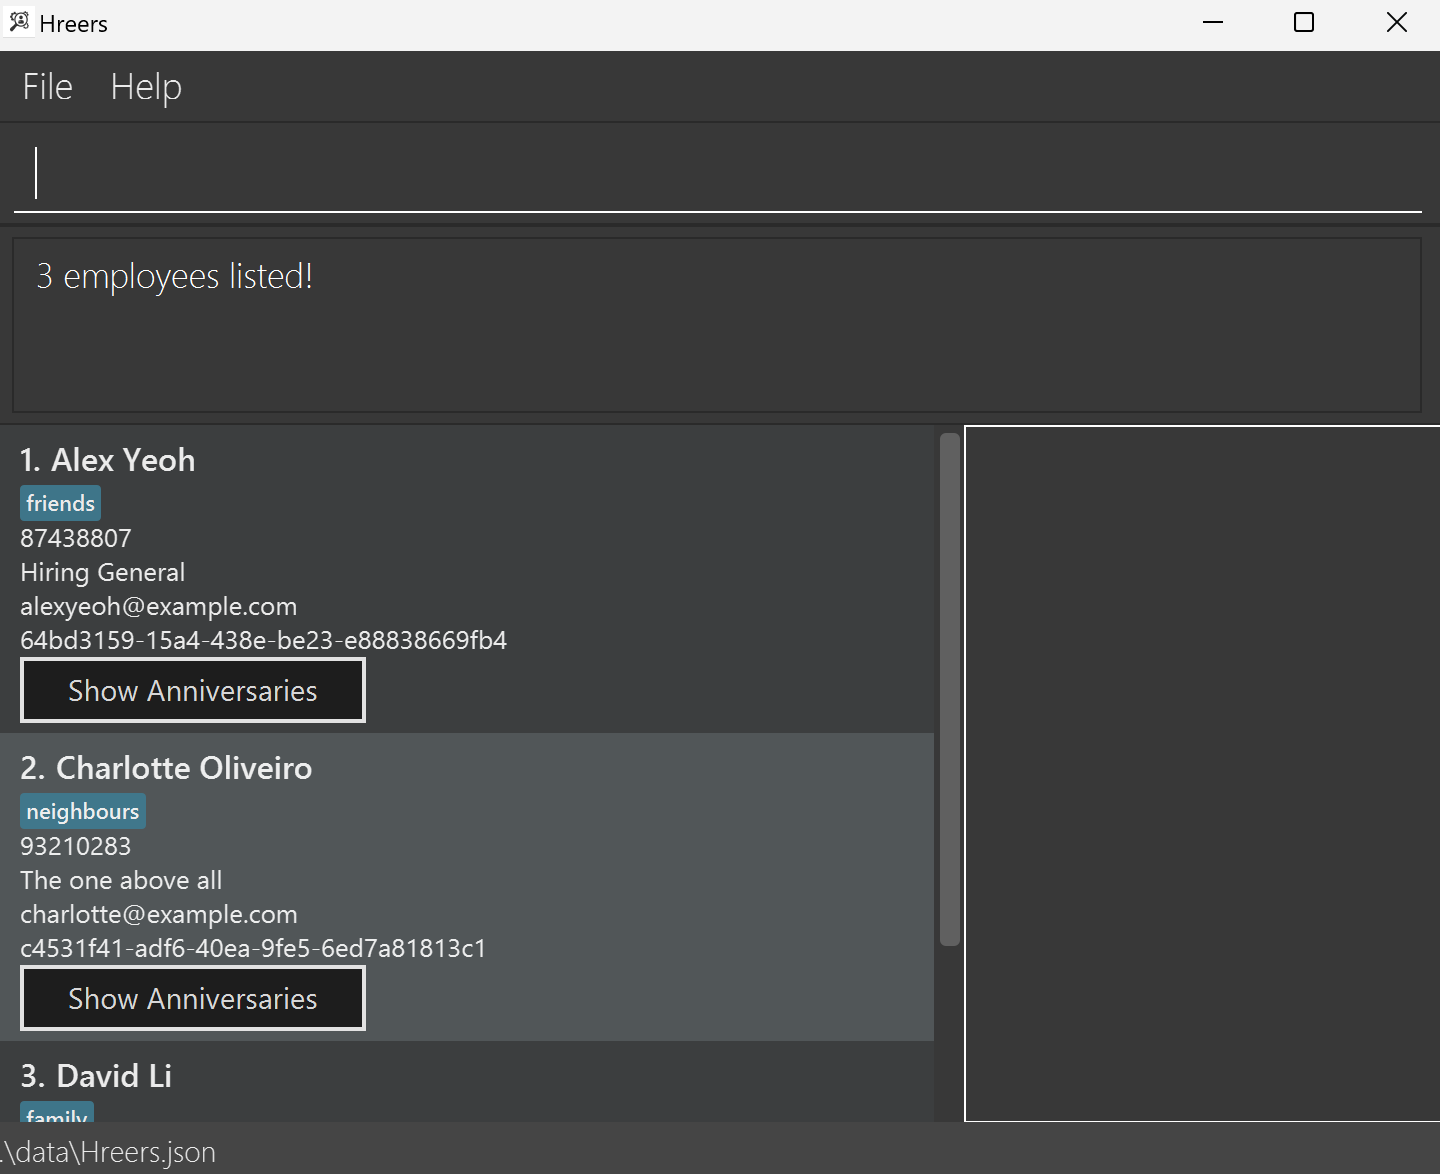 Hreers
File Help
3 employees listed!
1. Alex Yeoh
friends
87438807
Hiring General
alexyeoh@example.com
64bd3159-15a4-438e-be23-e88838669fb4
Show Anniversaries
2. Charlotte Oliveiro
neighbours
93210283
The one above all
charlotte@example.com
c4531f41-adf6-40ea-9fe5-6ed7a81813c1
Show Anniversaries
3. David Li
family
.\data\Hreers.json